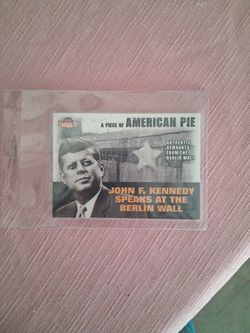 A PIECE OF AMERICAN PIE
AUTHENTIC
REMNANTS
FROM THE
BERLIN WALL
JOHN F. KENNEDY
SPEAKS AT THE
BERLIN WALL